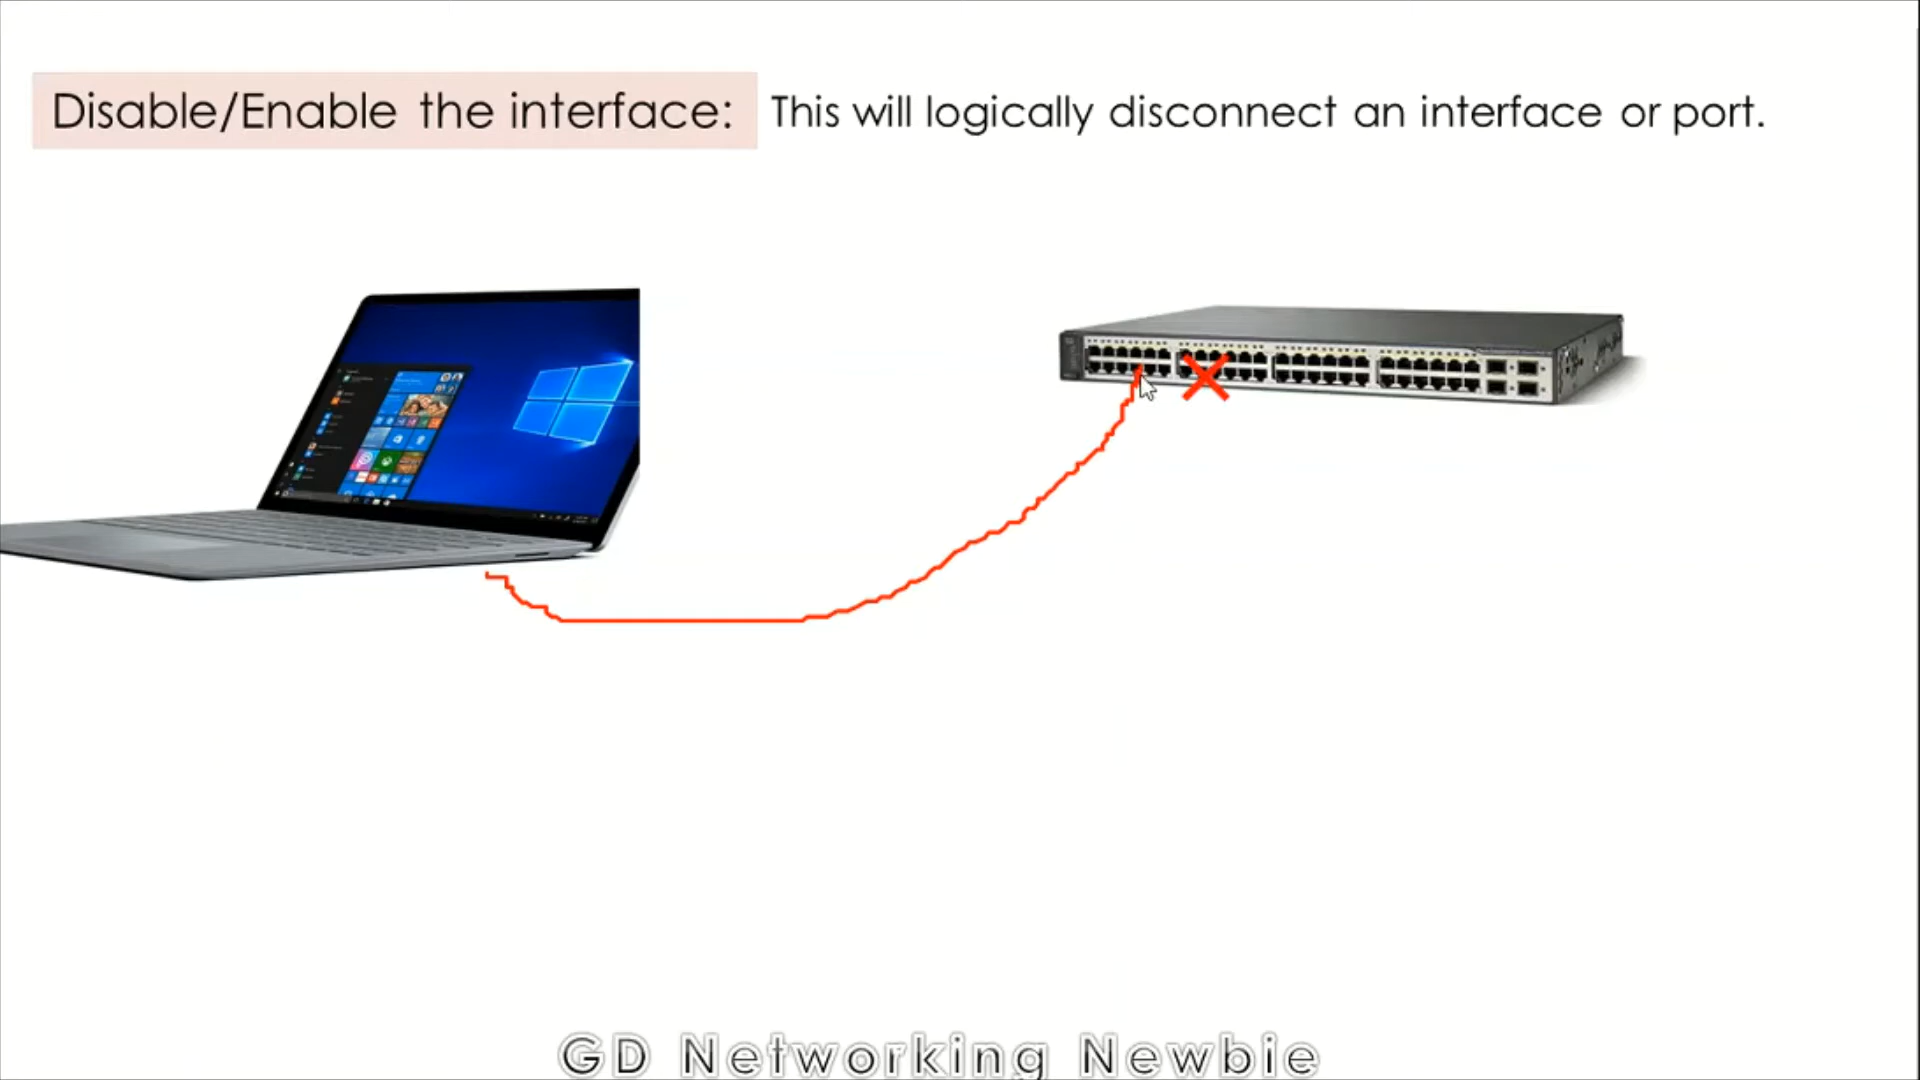 Disable/Enable the interface: This will logically disconnect an interface or port.
GD Networking Newbie